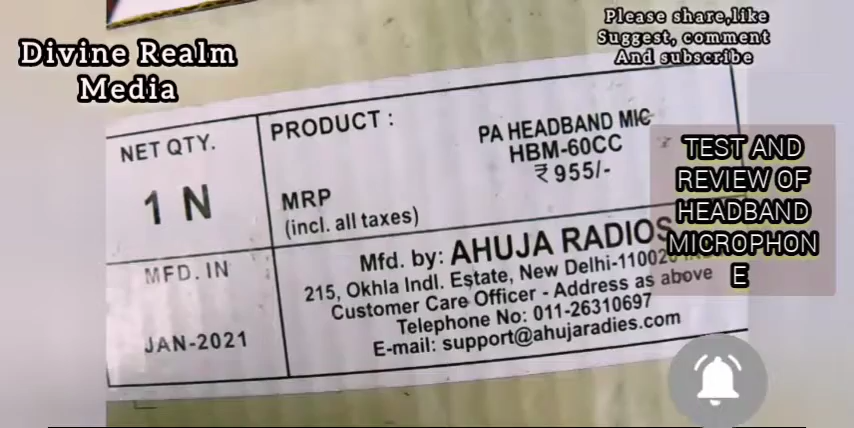 Divine Realm
Media
Please share,like
Suggest, comment
And subscribe
NET QTY.
1 N
PRODUCT :
PA HEADBAND MIC
HBM-60CC
MRP
₹ 955/-
(incl. all taxes)
MFD. IN
JAN-2021
Mfd. by: AHUJA RADIOS
215, Okhla Indl. Estate, New Delhi-11002
Customer Care Officer - Address as above
Telephone No: 011-26310697
E-mail: support@ahujaradies.com
TEST AND
REVIEW OF
HEADBAND
MICROPHON
E